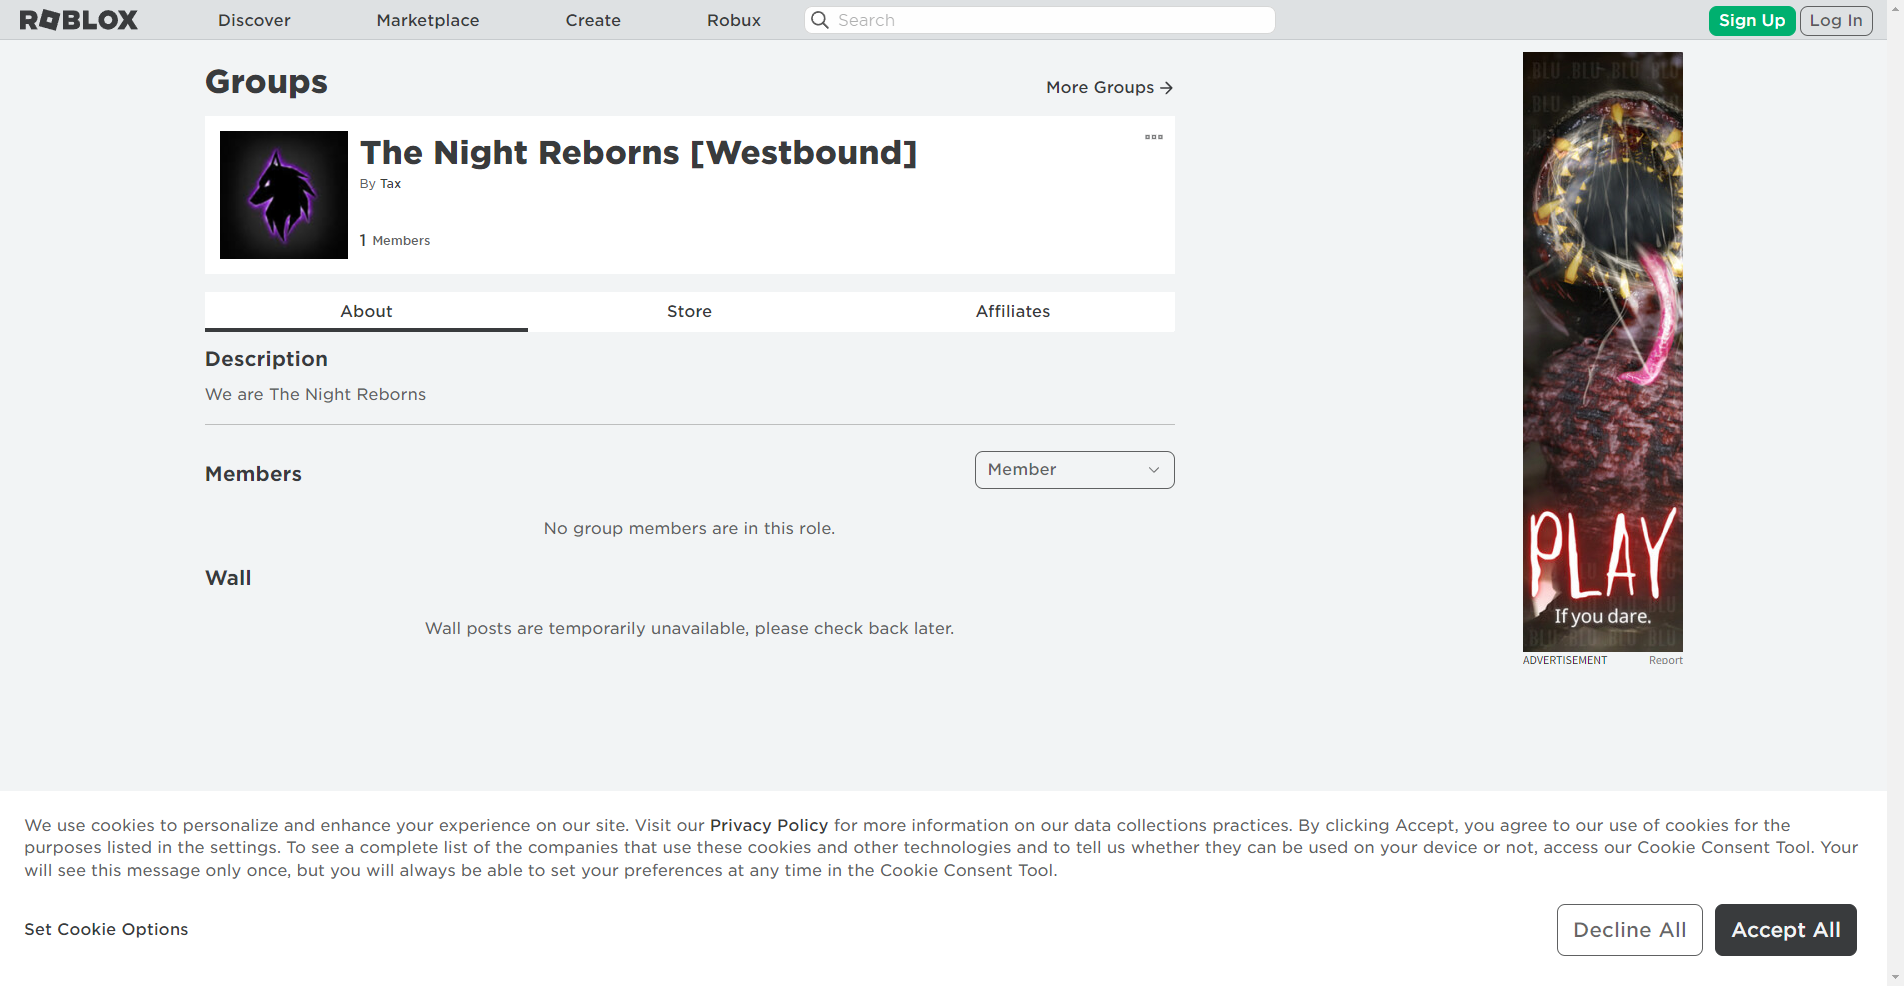 ROBLOX
Discover
Marketplace
Create
Robux
Search
Sign Up
Log In
Groups
More Groups
The Night Reborns [Westbound]
By Tax
1 Members
About
Store
Affiliates
Description
We are The Night Reborns
Members
Member
No group members are in this role.
Wall
Wall posts are temporarily unavailable, please check back later.
BLU BLU BLU BLU
BLU
PLAY
If you dare.
BLU BLU BLU BLU
ADVERTISEMENT
Report
We use cookies to personalize and enhance your experience on our site. Visit our Privacy Policy for more information on our data collections practices. By clicking Accept, you agree to our use of cookies for the
purposes listed in the settings. To see a complete list of the companies that use these cookies and other technologies and to tell us whether they can be used on your device or not, access our Cookie Consent Tool. Your
will see this message only once, but you will always be able to set your preferences at any time in the Cookie Consent Tool.
Set Cookie Options
Decline All
Accept All